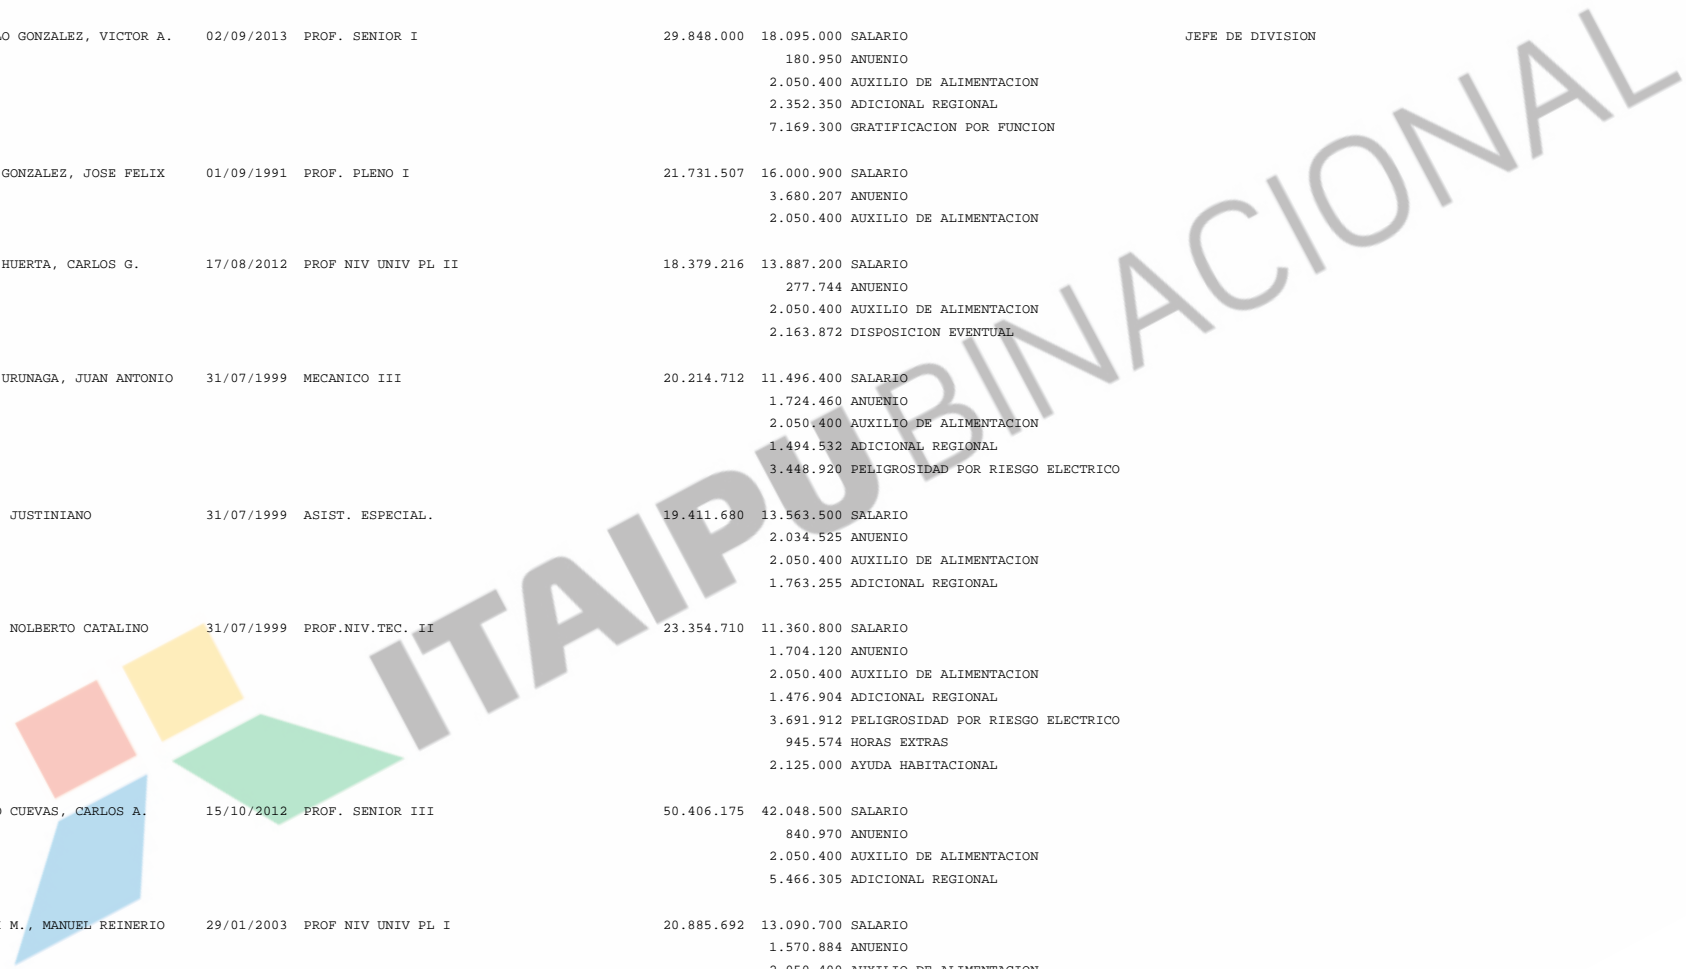 GONZALEZ, VICTOR A. 02/09/2013 PROF. SENIOR I 29.848.000 18.095.000 SALARIO JEFE DE DIVISION
180.950 ANUENIO
2.050.400 AUXILIO DE ALIMENTACION
2.352.350 ADICIONAL REGIONAL
7.169.300 GRATIFICACION POR FUNCION
GONZALEZ, JOSE FELIX 01/09/1991 PROF. PLENO I 21.731.507 16.000.900 SALARIO
3.680.207 ANUENIO
2.050.400 AUXILIO DE ALIMENTACION
HUERTA, CARLOS G. 17/08/2012 PROF NIV UNIV PL II 18.379.216 13.887.200 SALARIO
277.744 ANUENIO
2.050.400 AUXILIO DE ALIMENTACION
2.163.872 DISPOSICION EVENTUAL
URUNAGA, JUAN ANTONIO 31/07/1999 MECANICO III 20.214.712 11.496.400 SALARIO
1.724.460 ANUENIO
2.050.400 AUXILIO DE ALIMENTACION
1.494.532 ADICIONAL REGIONAL
3.448.920 PELIGROSIDAD POR RIESGO ELECTRICO
JUSTINIANO 31/07/1999 ASIST. ESPECIAL. 19.411.680 13.563.500 SALARIO
2.034.525 ANUENIO
2.050.400 AUXILIO DE ALIMENTACION
1.763.255 ADICIONAL REGIONAL
NOLBERTO CATALINO 31/07/1999 PROF.NIV.TEC. II 23.354.710 11.360.800 SALARIO
1.704.120 ANUENIO
2.050.400 AUXILIO DE ALIMENTACION
1.476.904 ADICIONAL REGIONAL
3.691.912 PELIGROSIDAD POR RIESGO ELECTRICO
945.574 HORAS EXTRAS
2.125.000 AYUDA HABITACIONAL
CUEVAS, CARLOS A. 15/10/2012 PROF. SENIOR III 50.406.175 42.048.500 SALARIO
840.970 ANUENIO
2.050.400 AUXILIO DE ALIMENTACION
5.466.305 ADICIONAL REGIONAL
M., MANUEL REINERIO 29/01/2003 PROF NIV UNIV PL I 20.885.692 13.090.700 SALARIO
1.570.884 ANUENIO
2.050.400 AUXILIO DE ALIMENTACION
ITAIPU BINACIONAL